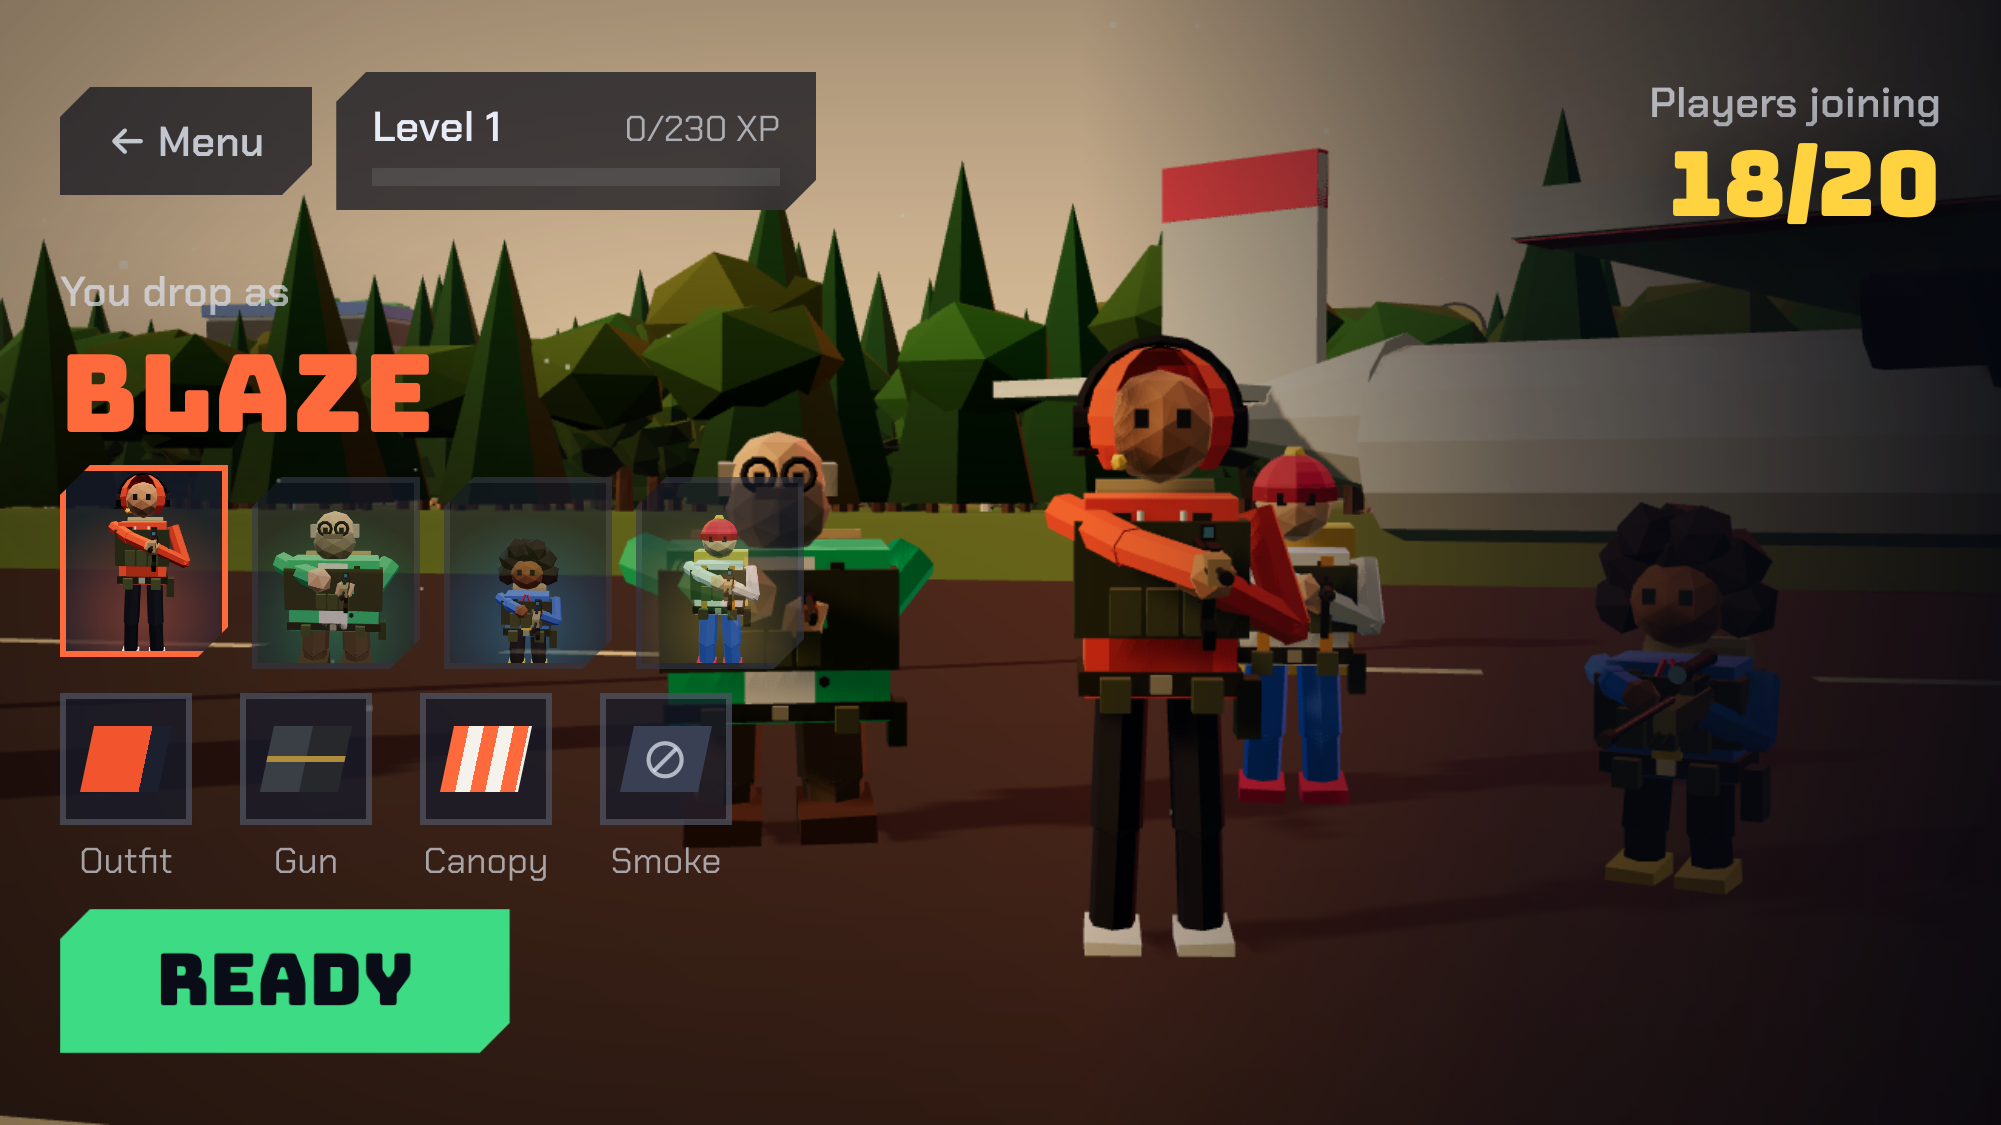 ← Menu
Level 1
0/230 XP
Players joining
18/20
You drop as
BLAZE
Outfit
Gun
Canopy
Smoke
READY